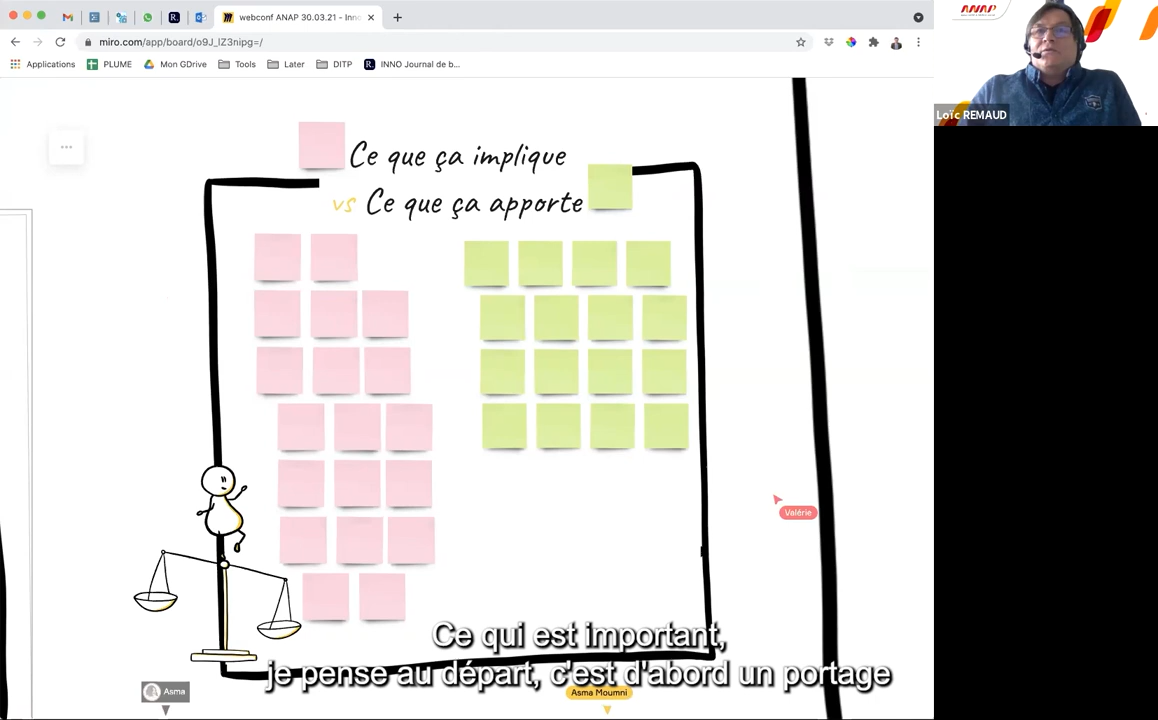 webconf ANAP 30.03.21 - Inno
miro.com/app/board/o9J_lZ3nipg=/
Applications
PLUME
Mon GDrive
Tools
Later
DITP
INNO Journal de b...
ANAP
Loïc REMAUD
Ce que ça implique
vs Ce que ça apporte
Valérie
Ce qui est important,
je pense au départ, c'est d'abord un portage
Asma
Asma Moumni